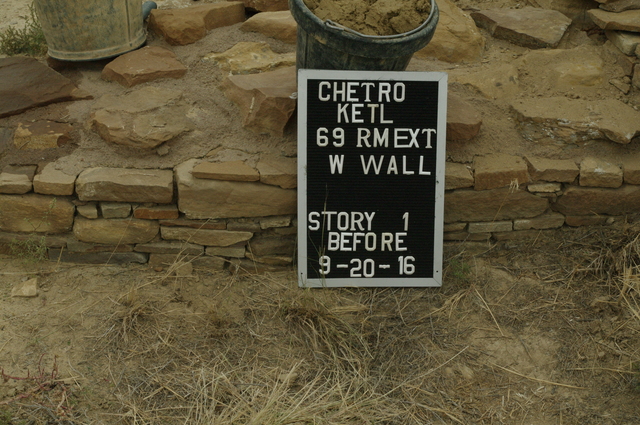 CHETRO
KETL
69 RM EXT
W WALL
STORY 1
BEFORE
9-20-16